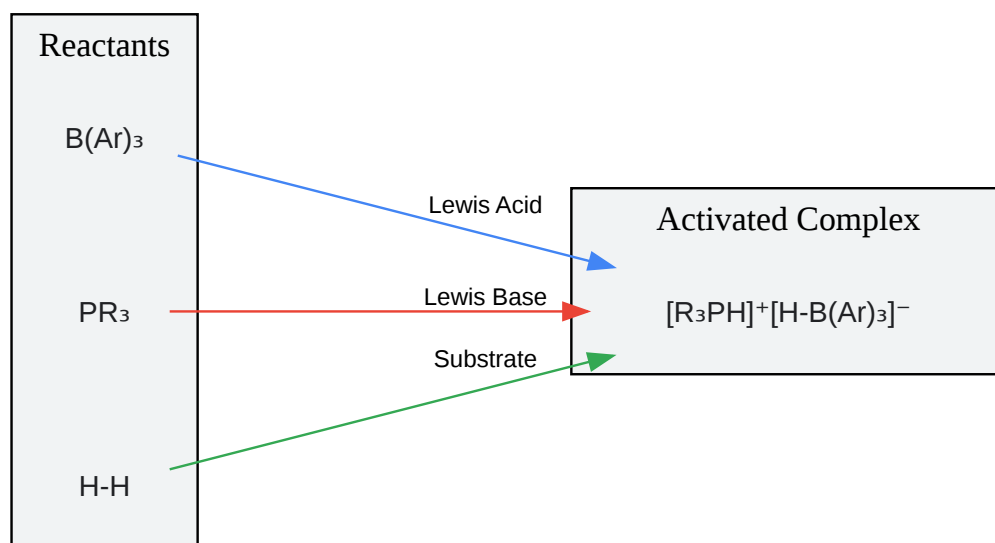 Reactants
B(Ar)₃
Lewis Acid
Activated Complex
PR₃
Lewis Base
[R₃PH]⁺[H-B(Ar)₃]⁻
Substrate
H-H